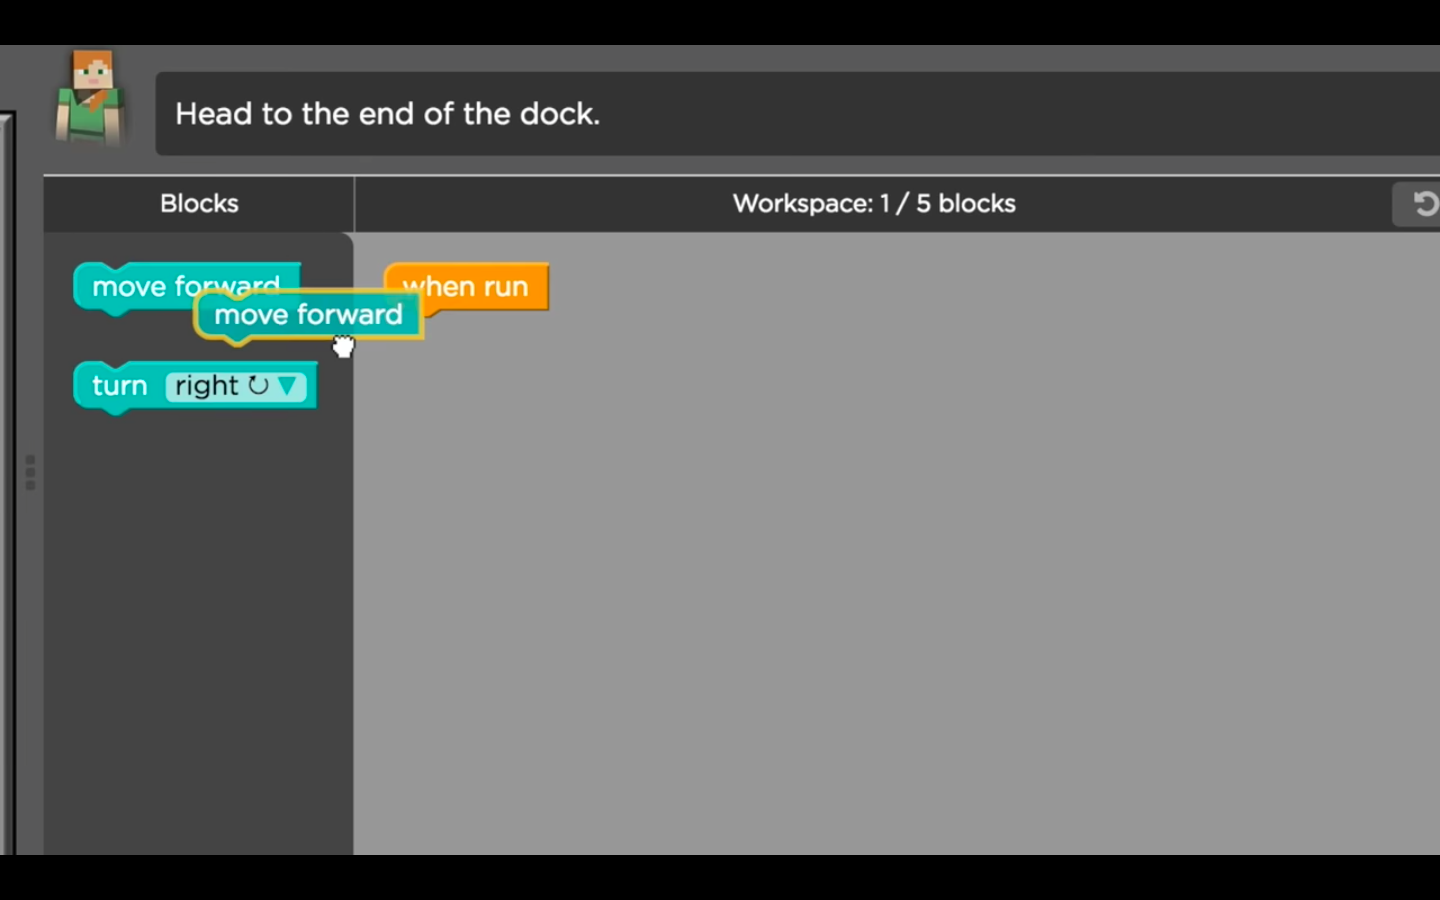 Head to the end of the dock.
Blocks
Workspace: 1 / 5 blocks
move forward
when run
move forward
turn right